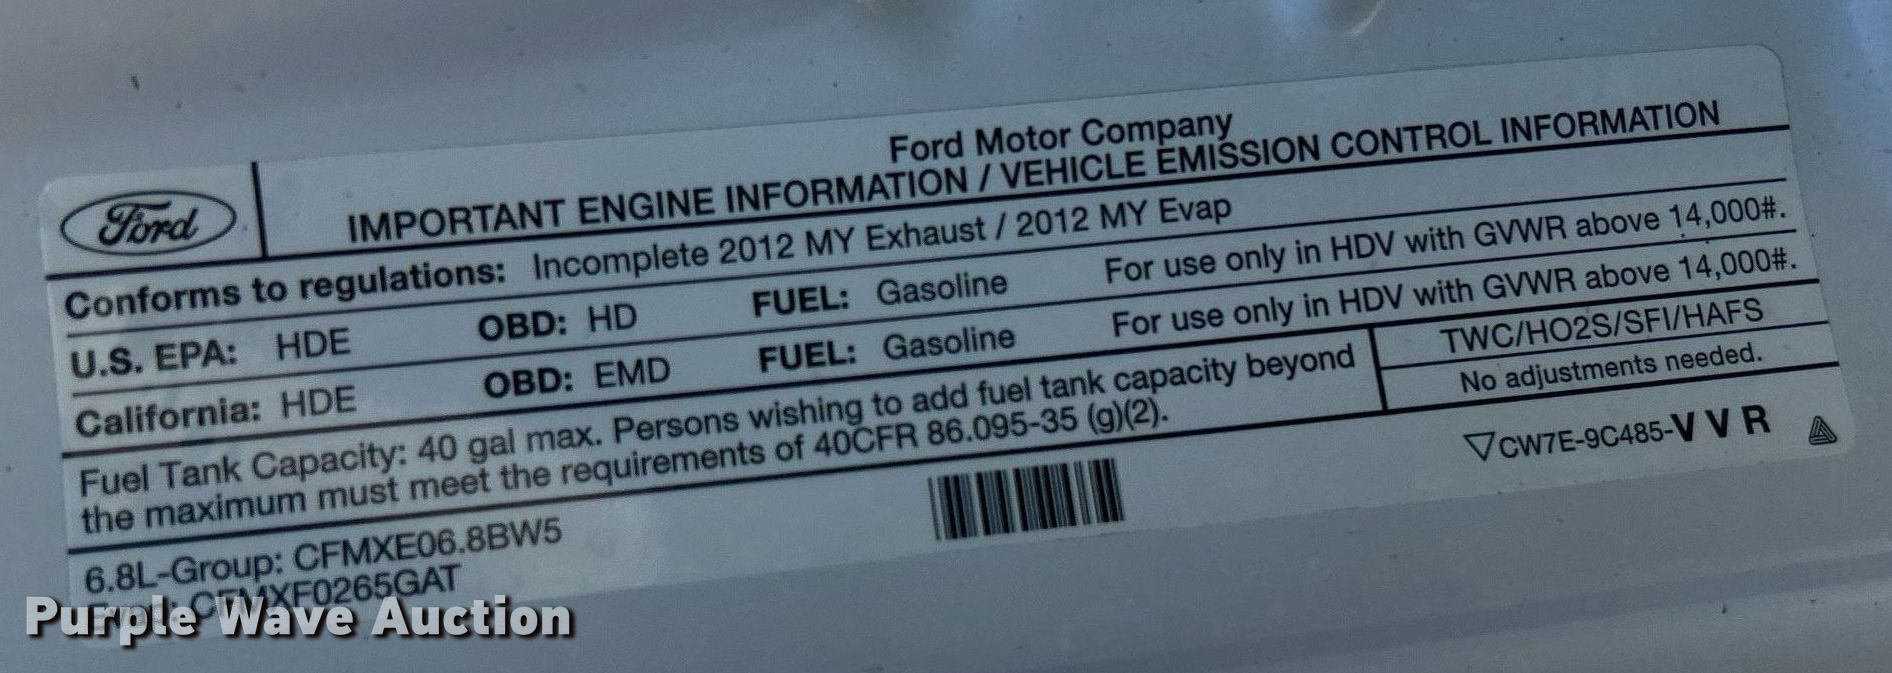 Ford Motor Company
Ford
IMPORTANT ENGINE INFORMATION / VEHICLE EMISSION CONTROL INFORMATION
Conforms to regulations: Incomplete 2012 MY Exhaust / 2012 MY Evap
U.S. EPA: HDE OBD: HD FUEL: Gasoline For use only in HDV with GVWR above 14,000#.
California: HDE OBD: EMD FUEL: Gasoline For use only in HDV with GVWR above 14,000#.
Fuel Tank Capacity: 40 gal max. Persons wishing to add fuel tank capacity beyond
the maximum must meet the requirements of 40CFR 86.095-35 (g)(2).
TWC/HO2S/SFI/HAFS
No adjustments needed.
CW7E-9C485-VVR
6.8L-Group: CFMXE06.8BW5
Evap: CFMXF0265GAT
Purple Wave Auction